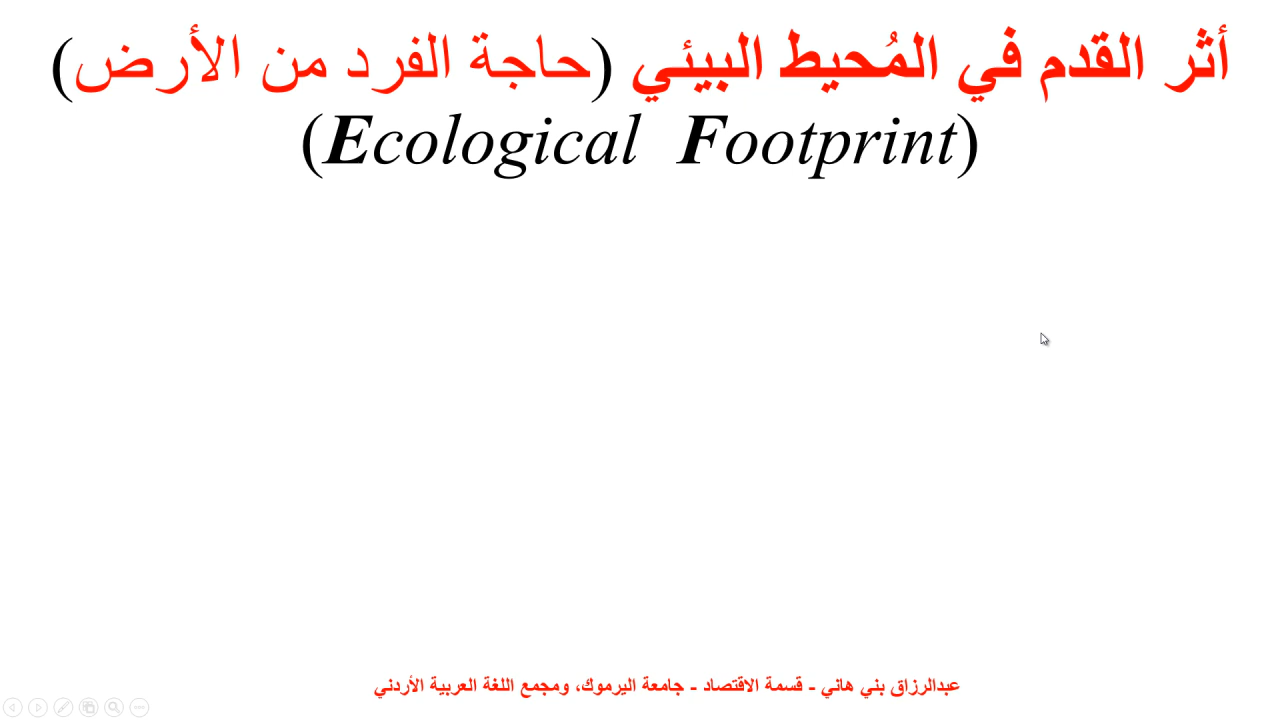 أثر القدم في المُحيط البيئي (حاجة الفرد من الأرض)
(Ecological Footprint)
عبدالرزاق بني هاني - قسمة الاقتصاد - جامعة اليرموك، ومجمع اللغة العربية الأردني